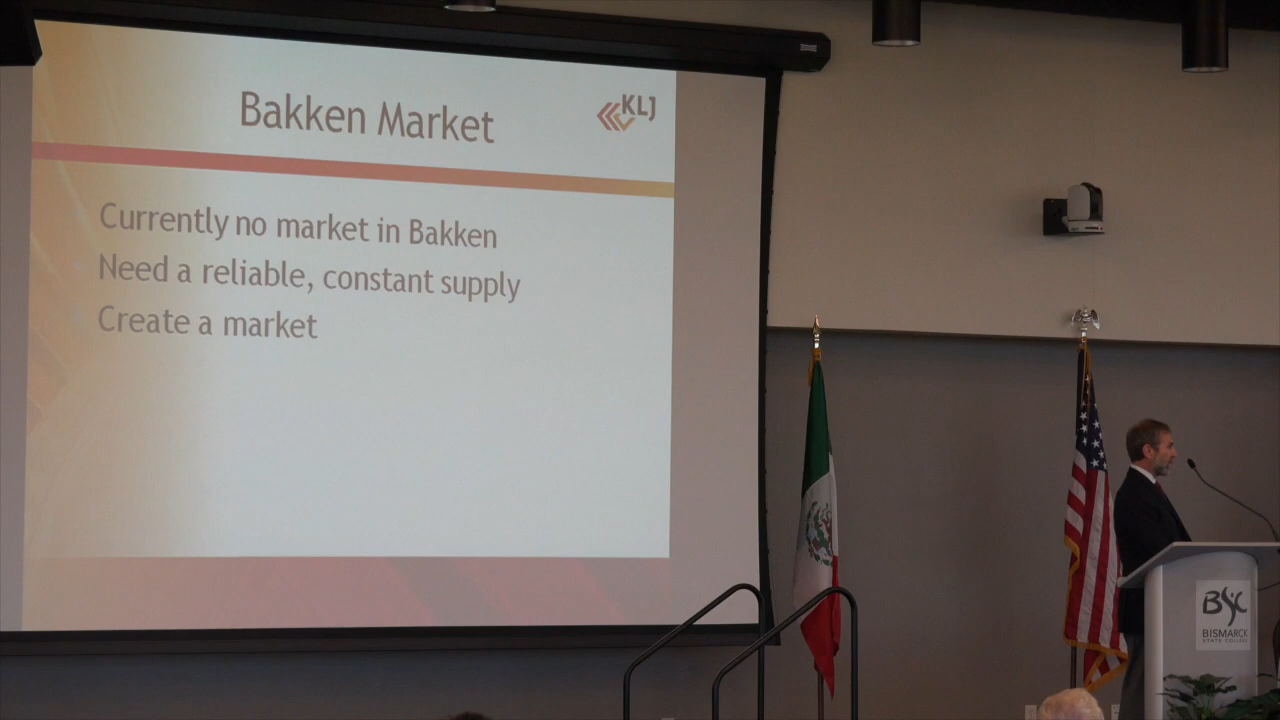 Bakken Market
KLJ
Currently no market in Bakken
Need a reliable, constant supply
Create a market
BSC
BISMARCK
STATE COLLEGE